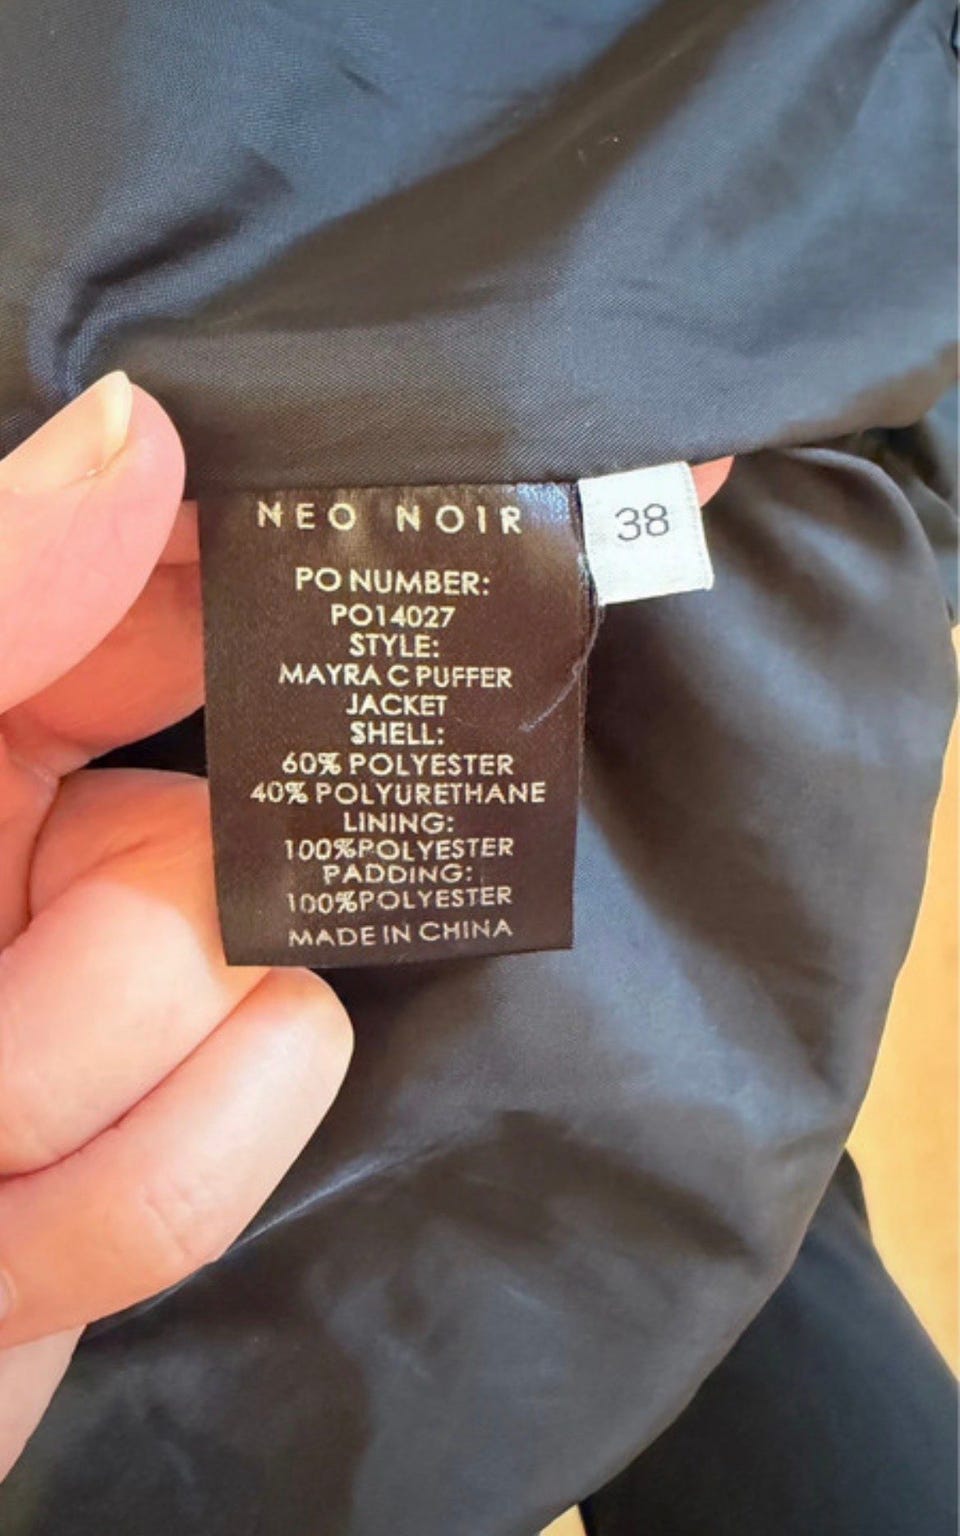 NEO NOIR
38
PO NUMBER:
PO14027
STYLE:
MAYRA C PUFFER
JACKET
SHELL:
60% POLYESTER
40% POLYURETHANE
LINING:
100%POLYESTER
PADDING:
100%POLYESTER
MADE IN CHINA